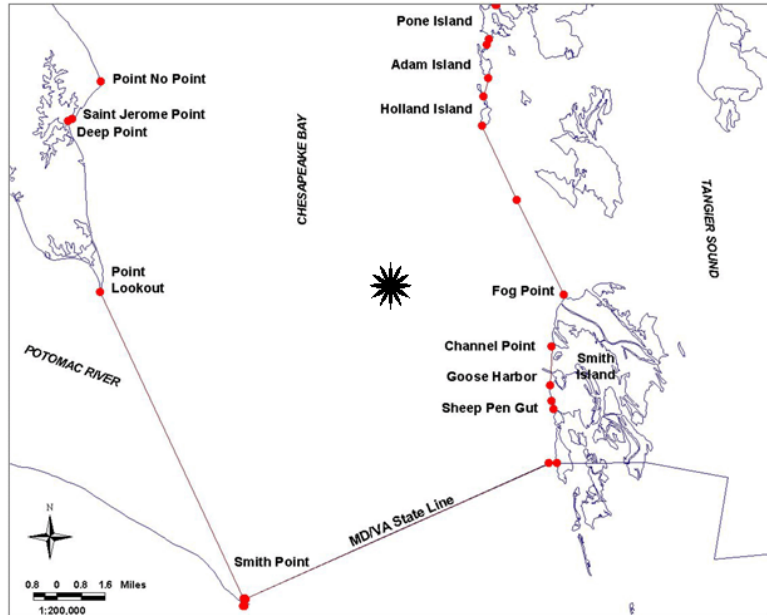 Pone Island
Point No Point
Adam Island
Saint Jerome Point
Holland Island
Deep Point
CHESAPEAKE BAY
TANGIER SOUND
Point
Lookout
Fog Point
POTOMAC RIVER
Channel Point
Smith
Island
Goose Harbor
Sheep Pen Gut
MD/VA State Line
N
Smith Point
0.8 0 0.8 1.6 Miles
1:200,000